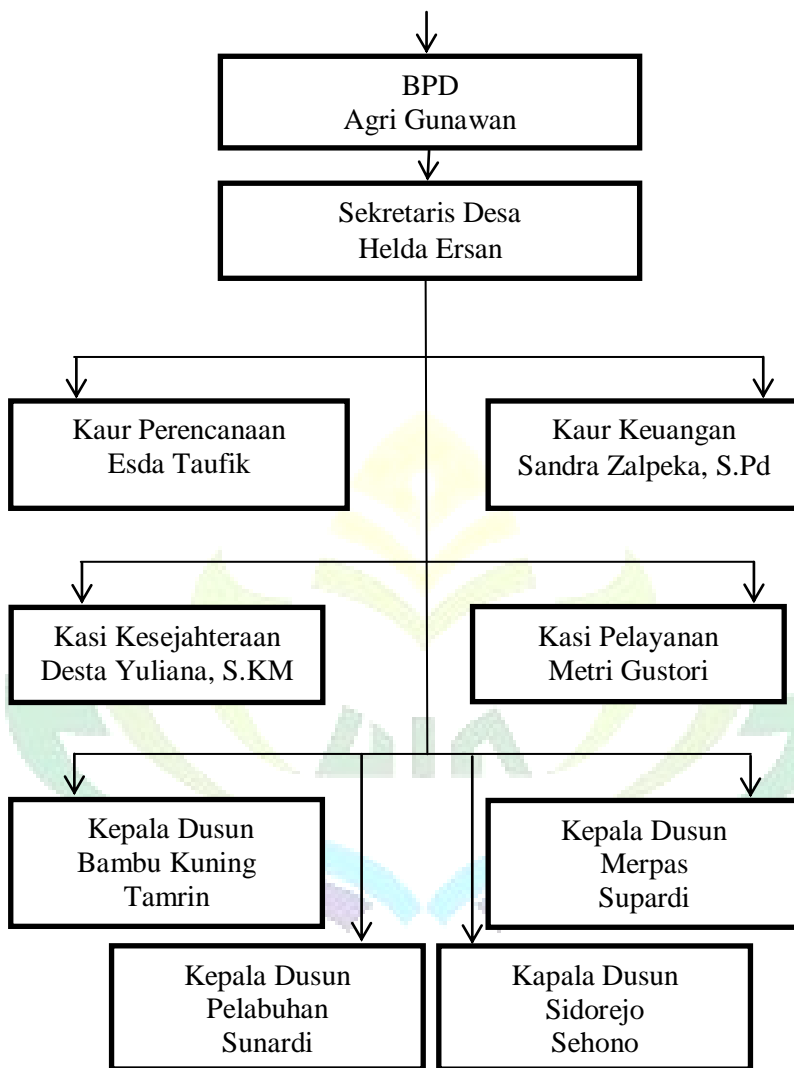 BPD
Agri Gunawan
Sekretaris Desa
Helda Ersan
Kaur Perencanaan
Esda Taufik
Kaur Keuangan
Sandra Zalpeka, S.Pd
Kasi Kesejahteraan
Desta Yuliana, S.KM
Kasi Pelayanan
Metri Gustori
Kepala Dusun
Bambu Kuning
Tamrin
Kepala Dusun
Merpas
Supardi
Kepala Dusun
Pelabuhan
Sunardi
Kapala Dusun
Sidorejo
Sehono